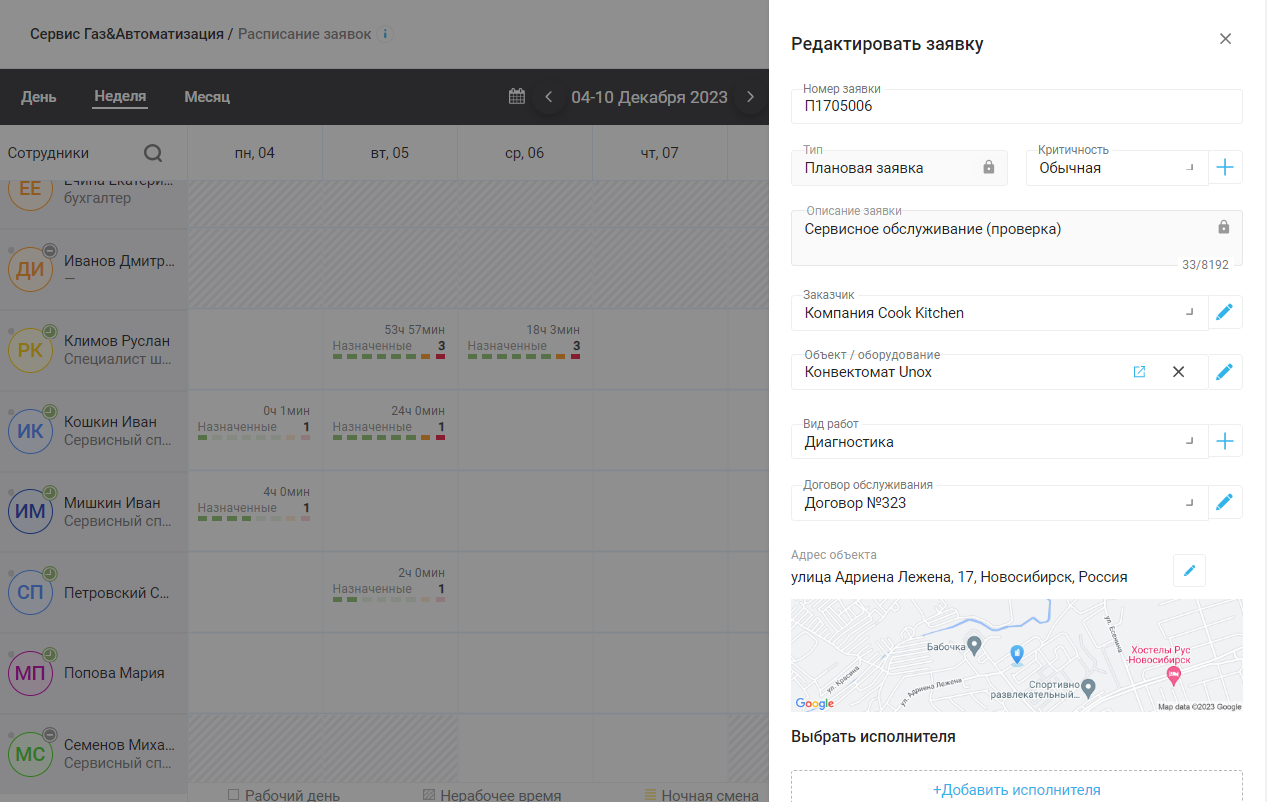 Сервис Газ&Автоматизация / Расписание заявок i
День Неделя Месяц 04-10 Декабря 2023
Сотрудники пн, 04 вт, 05 ср, 06 чт, 07
ЕЕ
бухгалтер
ДИ Иванов Дмитр...
—
53ч 57мин 18ч 3мин
РК Климов Руслан Назначенные 3 Назначенные 3
Специалист ш...
0ч 1мин 24ч 0мин
ИК Кошкин Иван Назначенные 1 Назначенные 1
Сервисный сп...
4ч 0мин
ИМ Мишкин Иван Назначенные 1
Сервисный сп...
2ч 0мин
СП Петровский С... Назначенные 1
МП Попова Мария
МС Семенов Миха...
Сервисный сп...
Рабочий день Нерабочее время Ночная смена
Редактировать заявку
Номер заявки
П1705006
Тип Критичность
Плановая заявка Обычная
Описание заявки
Сервисное обслуживание (проверка)
33/8192
Заказчик
Компания Cook Kitchen
Объект / оборудование
Конвектомат Unox
Вид работ
Диагностика
Договор обслуживания
Договор №323
Адрес объекта
улица Адриена Лежена, 17, Новосибирск, Россия
ул. Есенина
Бабочка
Хостелы Рус
-Новосибирск
ул. Красина
ул. Адриена Лежена
Спортивно
развлекательный...
Google
Map data ©2023 Google
Выбрать исполнителя
+Добавить исполнителя